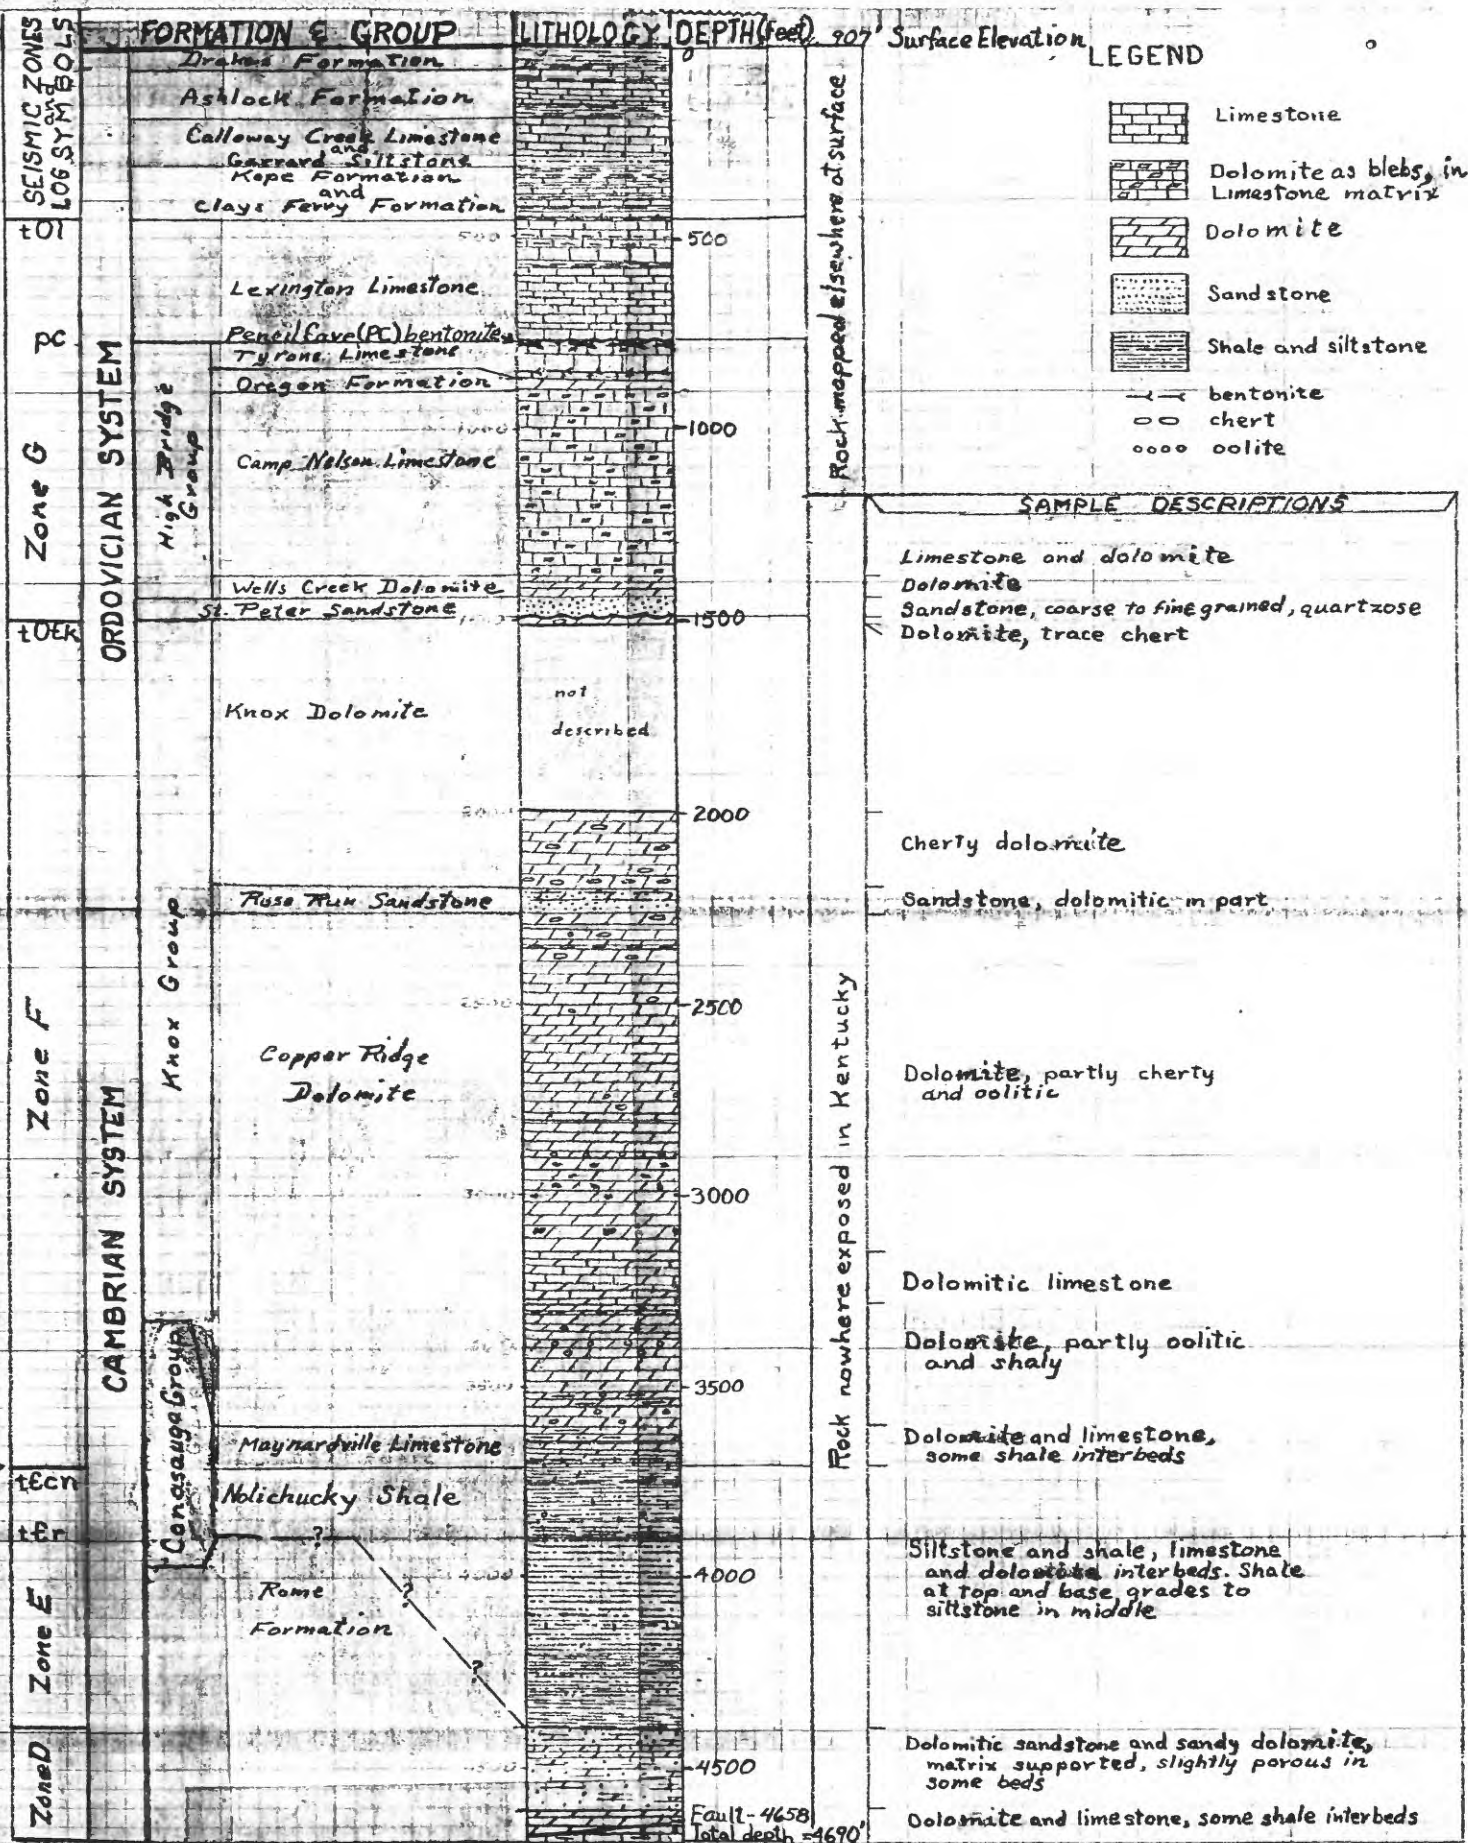 SEISMIC ZONES
and
LOG SYMBOLS
FORMATION & GROUP
LITHOLOGY
DEPTH (feet)
907' Surface Elevation
Drakes Formation
Ashlock Formation
Calloway Creek Limestone
and
Garrard Siltstone
Kope Formation
and
Clays Ferry Formation
Lexington Limestone
Pencil Cave (PC) bentonite
Tyrone Limestone
Oregon Formation
Camp Nelson Limestone
Wells Creek Dolomite
St. Peter Sandstone
Knox Dolomite
Rose Run Sandstone
Copper Ridge
Dolomite
Maynardville Limestone
Nolichucky Shale
?
?
?
Rome
Formation
tOl
pc
Zone G
tOtk
Zone F
t€cn
t€r
Zone E
Zone D
ORDOVICIAN SYSTEM
CAMBRIAN SYSTEM
High Bridge
Group
Knox Group
Conasauga Group
not
described
0
500
1000
1500
2000
2500
3000
3500
4000
4500
Fault - 4658
Total depth = 4690'
Rock mapped elsewhere at surface
Rock nowhere exposed in Kentucky
LEGEND
Limestone
Dolomite as blebs, in
Limestone matrix
Dolomite
Sandstone
Shale and siltstone
bentonite
chert
oolite
SAMPLE DESCRIPTIONS
Limestone and dolomite
Dolomite
Sandstone, coarse to fine grained, quartzose
Dolomite, trace chert
Cherty dolomite
Sandstone, dolomitic in part
Dolomite, partly cherty
and oolitic
Dolomitic limestone
Dolomite, partly oolitic
and shaly
Dolomite and limestone,
some shale interbeds
Siltstone and shale, limestone
and dolomite interbeds. Shale
at top and base grades to
siltstone in middle
Dolomitic sandstone and sandy dolomite,
matrix supported, slightly porous in
some beds
Dolomite and limestone, some shale interbeds